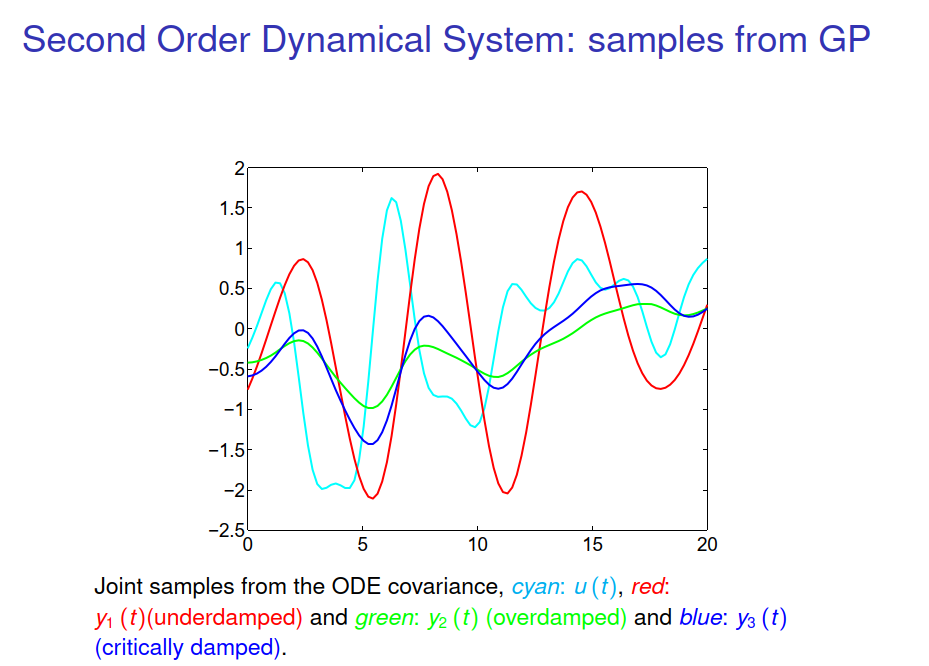 Second Order Dynamical System: samples from GP
2
1.5
1
0.5
0
−0.5
−1
−1.5
−2
−2.5
0 5 10 15 20
Joint samples from the ODE covariance, cyan: u (t), red:
y₁ (t)(underdamped) and green: y₂ (t) (overdamped) and blue: y₃ (t)
(critically damped).